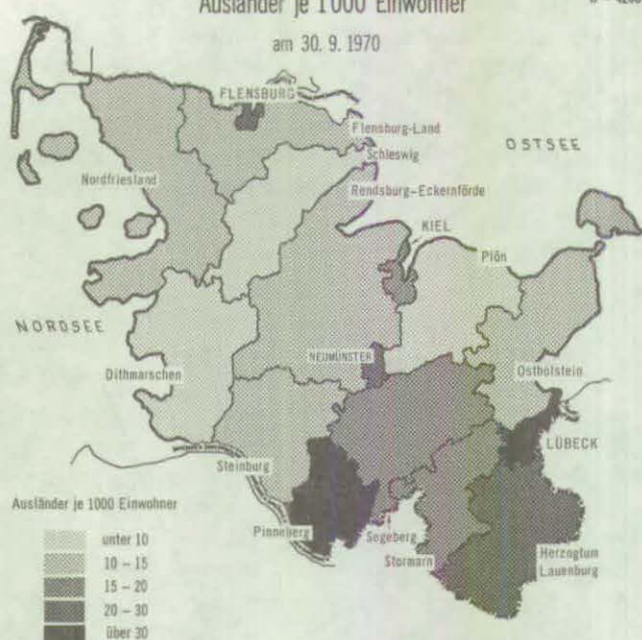 Ausländer je 1000 Einwohner
am 30. 9. 1970
FLENSBURG
Flensburg-Land
Schleswig
OSTSEE
Nordfriesland
Rendsburg-Eckernförde
KIEL
Plön
NORDSEE
NEUMÜNSTER
Dithmarschen
Ostholstein
LÜBECK
Steinburg
Ausländer je 1000 Einwohner
unter 10
10 - 15
15 - 20
20 - 30
über 30
Pinneberg
Segeberg
Stormarn
Herzogtum
Lauenburg